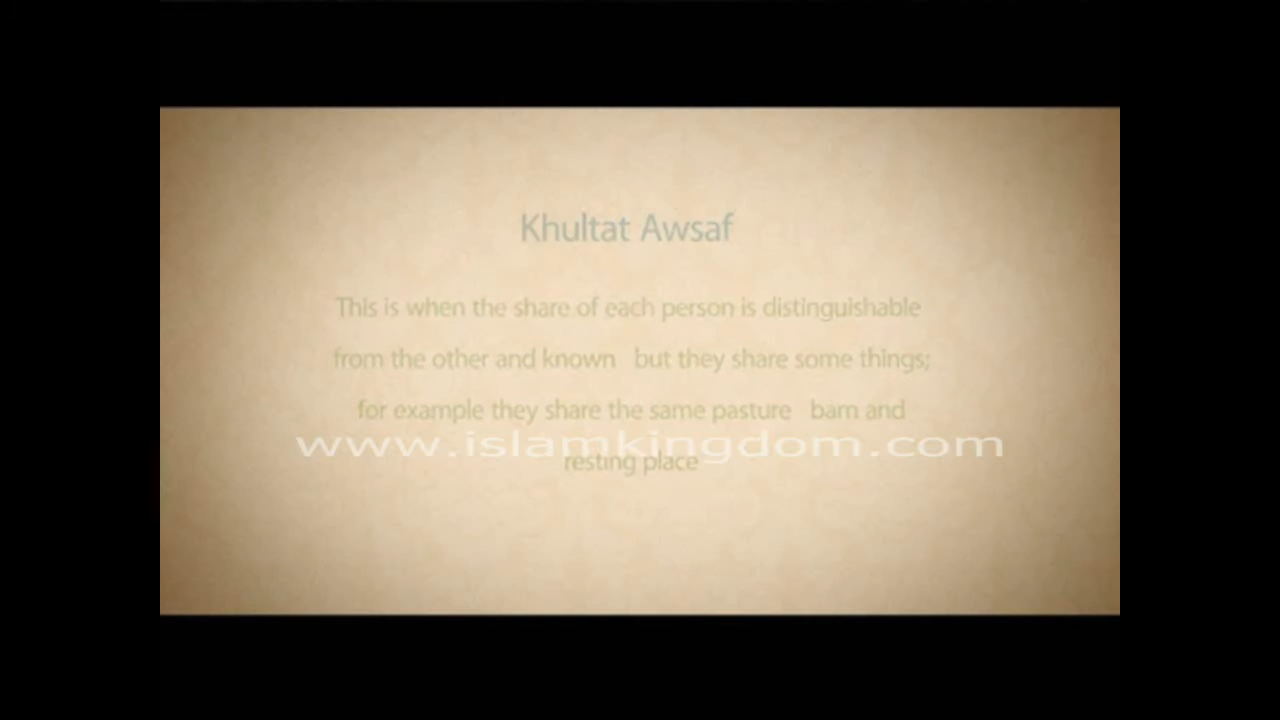 Khultat Awsaf
This is when the share of each person is distinguishable
from the other and known but they share some things;
for example they share the same pasture barn and
www.islamkingdom.com
resting place